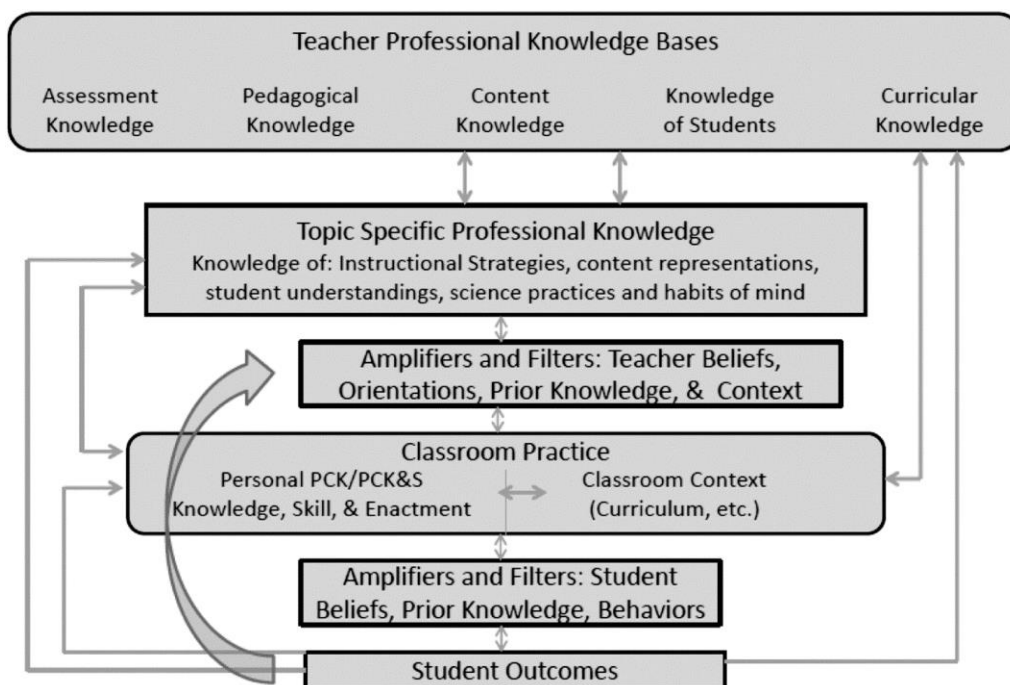 Teacher Professional Knowledge Bases
Assessment Knowledge
Pedagogical Knowledge
Content Knowledge
Knowledge of Students
Curricular Knowledge
Topic Specific Professional Knowledge
Knowledge of: Instructional Strategies, content representations,
student understandings, science practices and habits of mind
Amplifiers and Filters: Teacher Beliefs,
Orientations, Prior Knowledge, & Context
Classroom Practice
Personal PCK/PCK&S
Knowledge, Skill, & Enactment
Classroom Context
(Curriculum, etc.)
Amplifiers and Filters: Student
Beliefs, Prior Knowledge, Behaviors
Student Outcomes